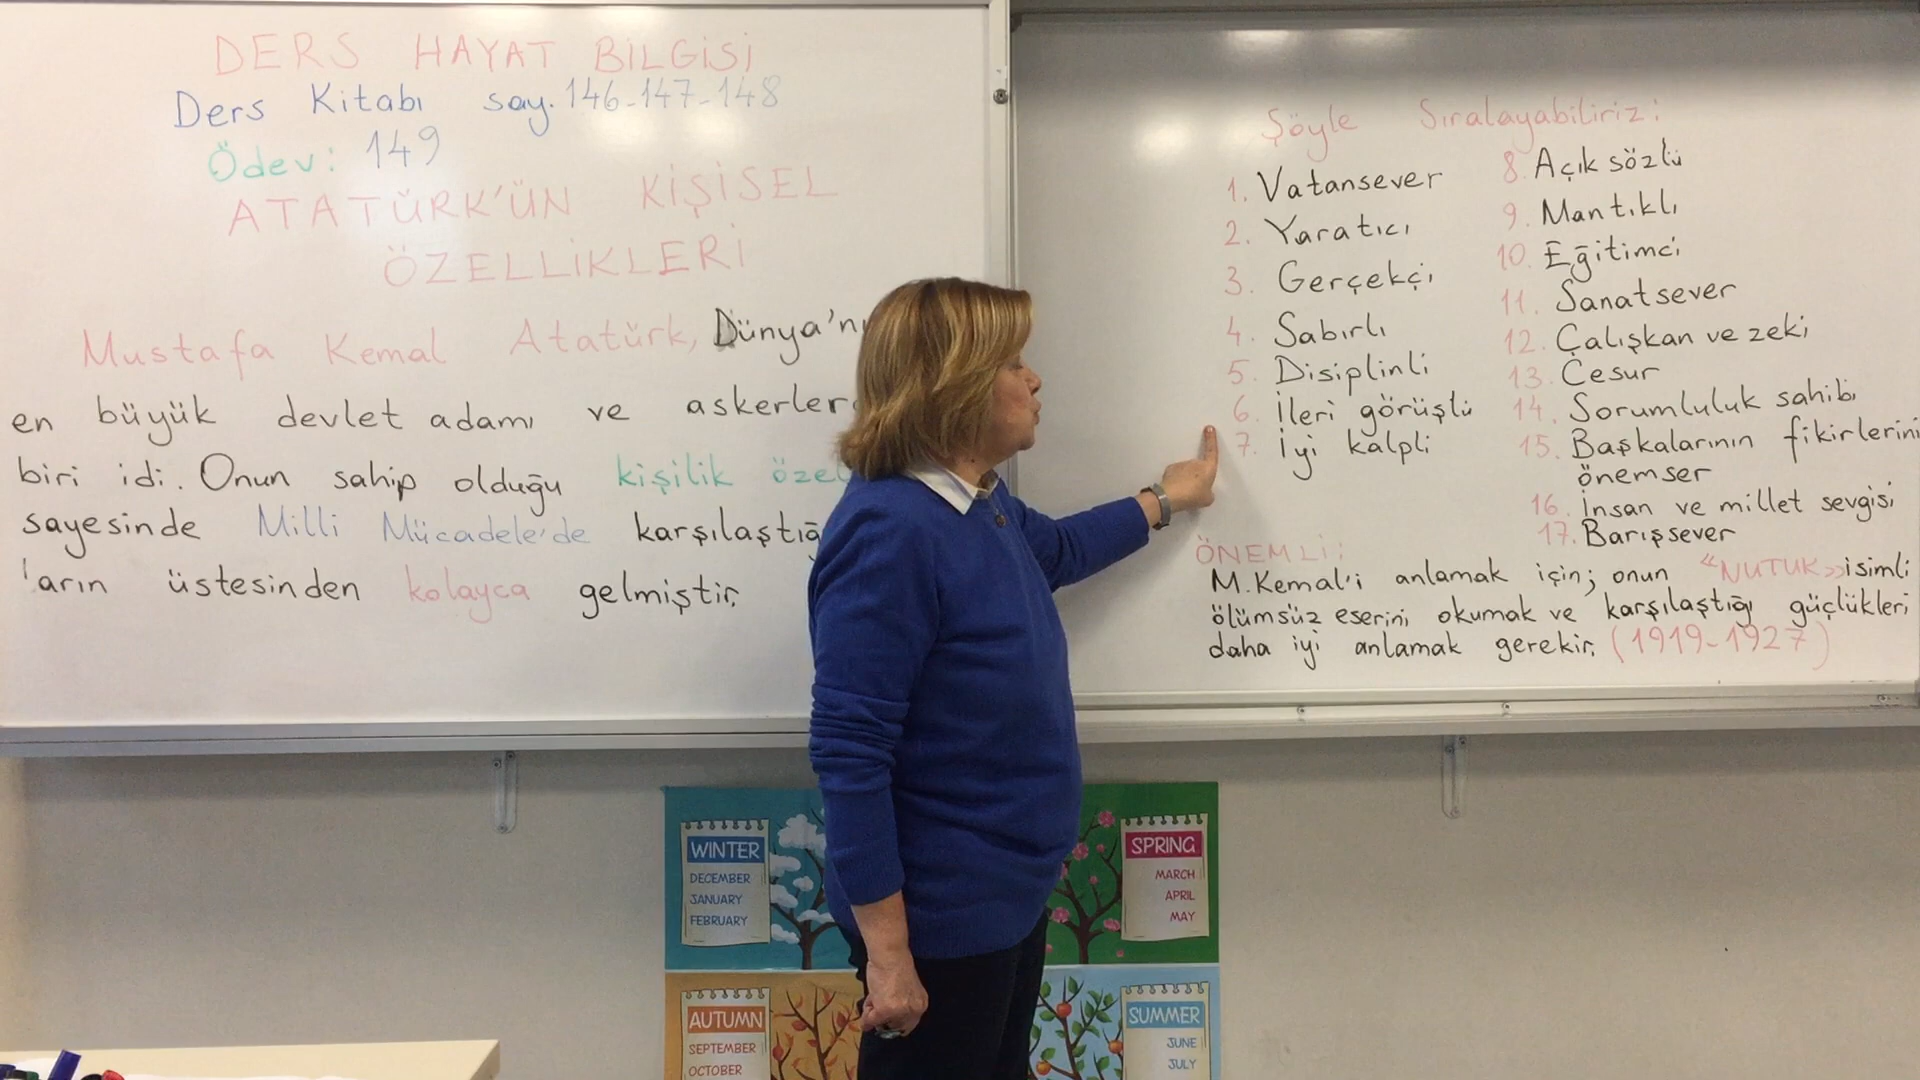 DERS HAYAT BİLGİSİ
Ders Kitabı say. 146-147-148
Ödev: 149
ATATÜRK'ÜN KİŞİSEL
ÖZELLİKLERİ
Mustafa Kemal Atatürk,
en büyük devlet adamı ve
biri idi. Onun sahip olduğu kişilik
sayesinde Milli Mücadele'de
üstesinden kolayca gelmiştir.
Şöyle Sıralayabiliriz:
1. Vatansever
2. Yaratıcı
3. Gerçekçi
4. Sabırlı
5. Disiplinli
6. İleri görüşlü
7. İyi kalpli
8. Açık sözlü
9. Mantıklı
10. Eğitimci
11. Sanatsever
12. Çalışkan ve zeki
13. Cesur
14. Sorumluluk sahibi
15. Başkalarının fikirlerini
önemser
16. İnsan ve millet sevgisi
17. Barışsever
ÖNEMLİ:
M.Kemal'i anlamak için; onun "NUTUK» isimli
ölümsüz eserini okumak ve karşılaştığı güçlükleri
daha iyi anlamak gerekir. (1919-1927)
WINTER
DECEMBER
JANUARY
FEBRUARY
SPRING
MARCH
APRIL
MAY
AUTUMN
SEPTEMBER
OCTOBER
SUMMER
JUNE
JULY